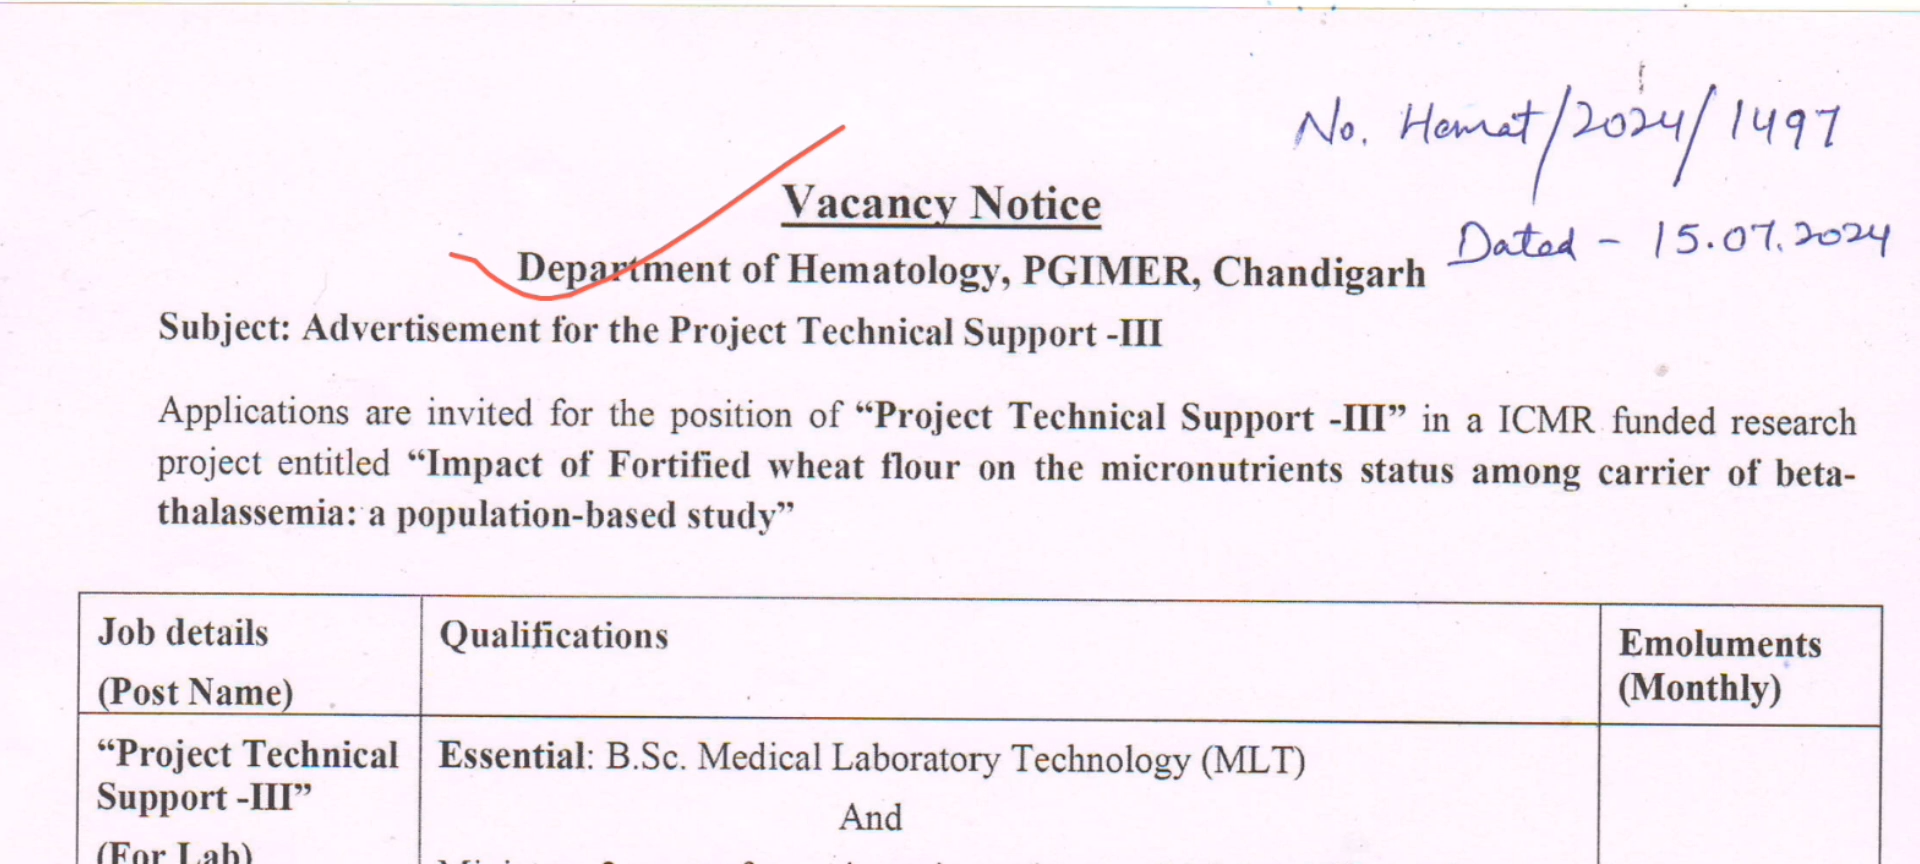 No. Hemat/2024/1497
Vacancy Notice
Dated - 15.07.2024
Department of Hematology, PGIMER, Chandigarh
Subject: Advertisement for the Project Technical Support -III
Applications are invited for the position of “Project Technical Support -III” in a ICMR funded research
project entitled “Impact of Fortified wheat flour on the micronutrients status among carrier of beta-
thalassemia: a population-based study”
Job details
(Post Name)
Qualifications
Emoluments
(Monthly)
“Project Technical
Support -III”
(For Lab)
Essential: B.Sc. Medical Laboratory Technology (MLT)
And